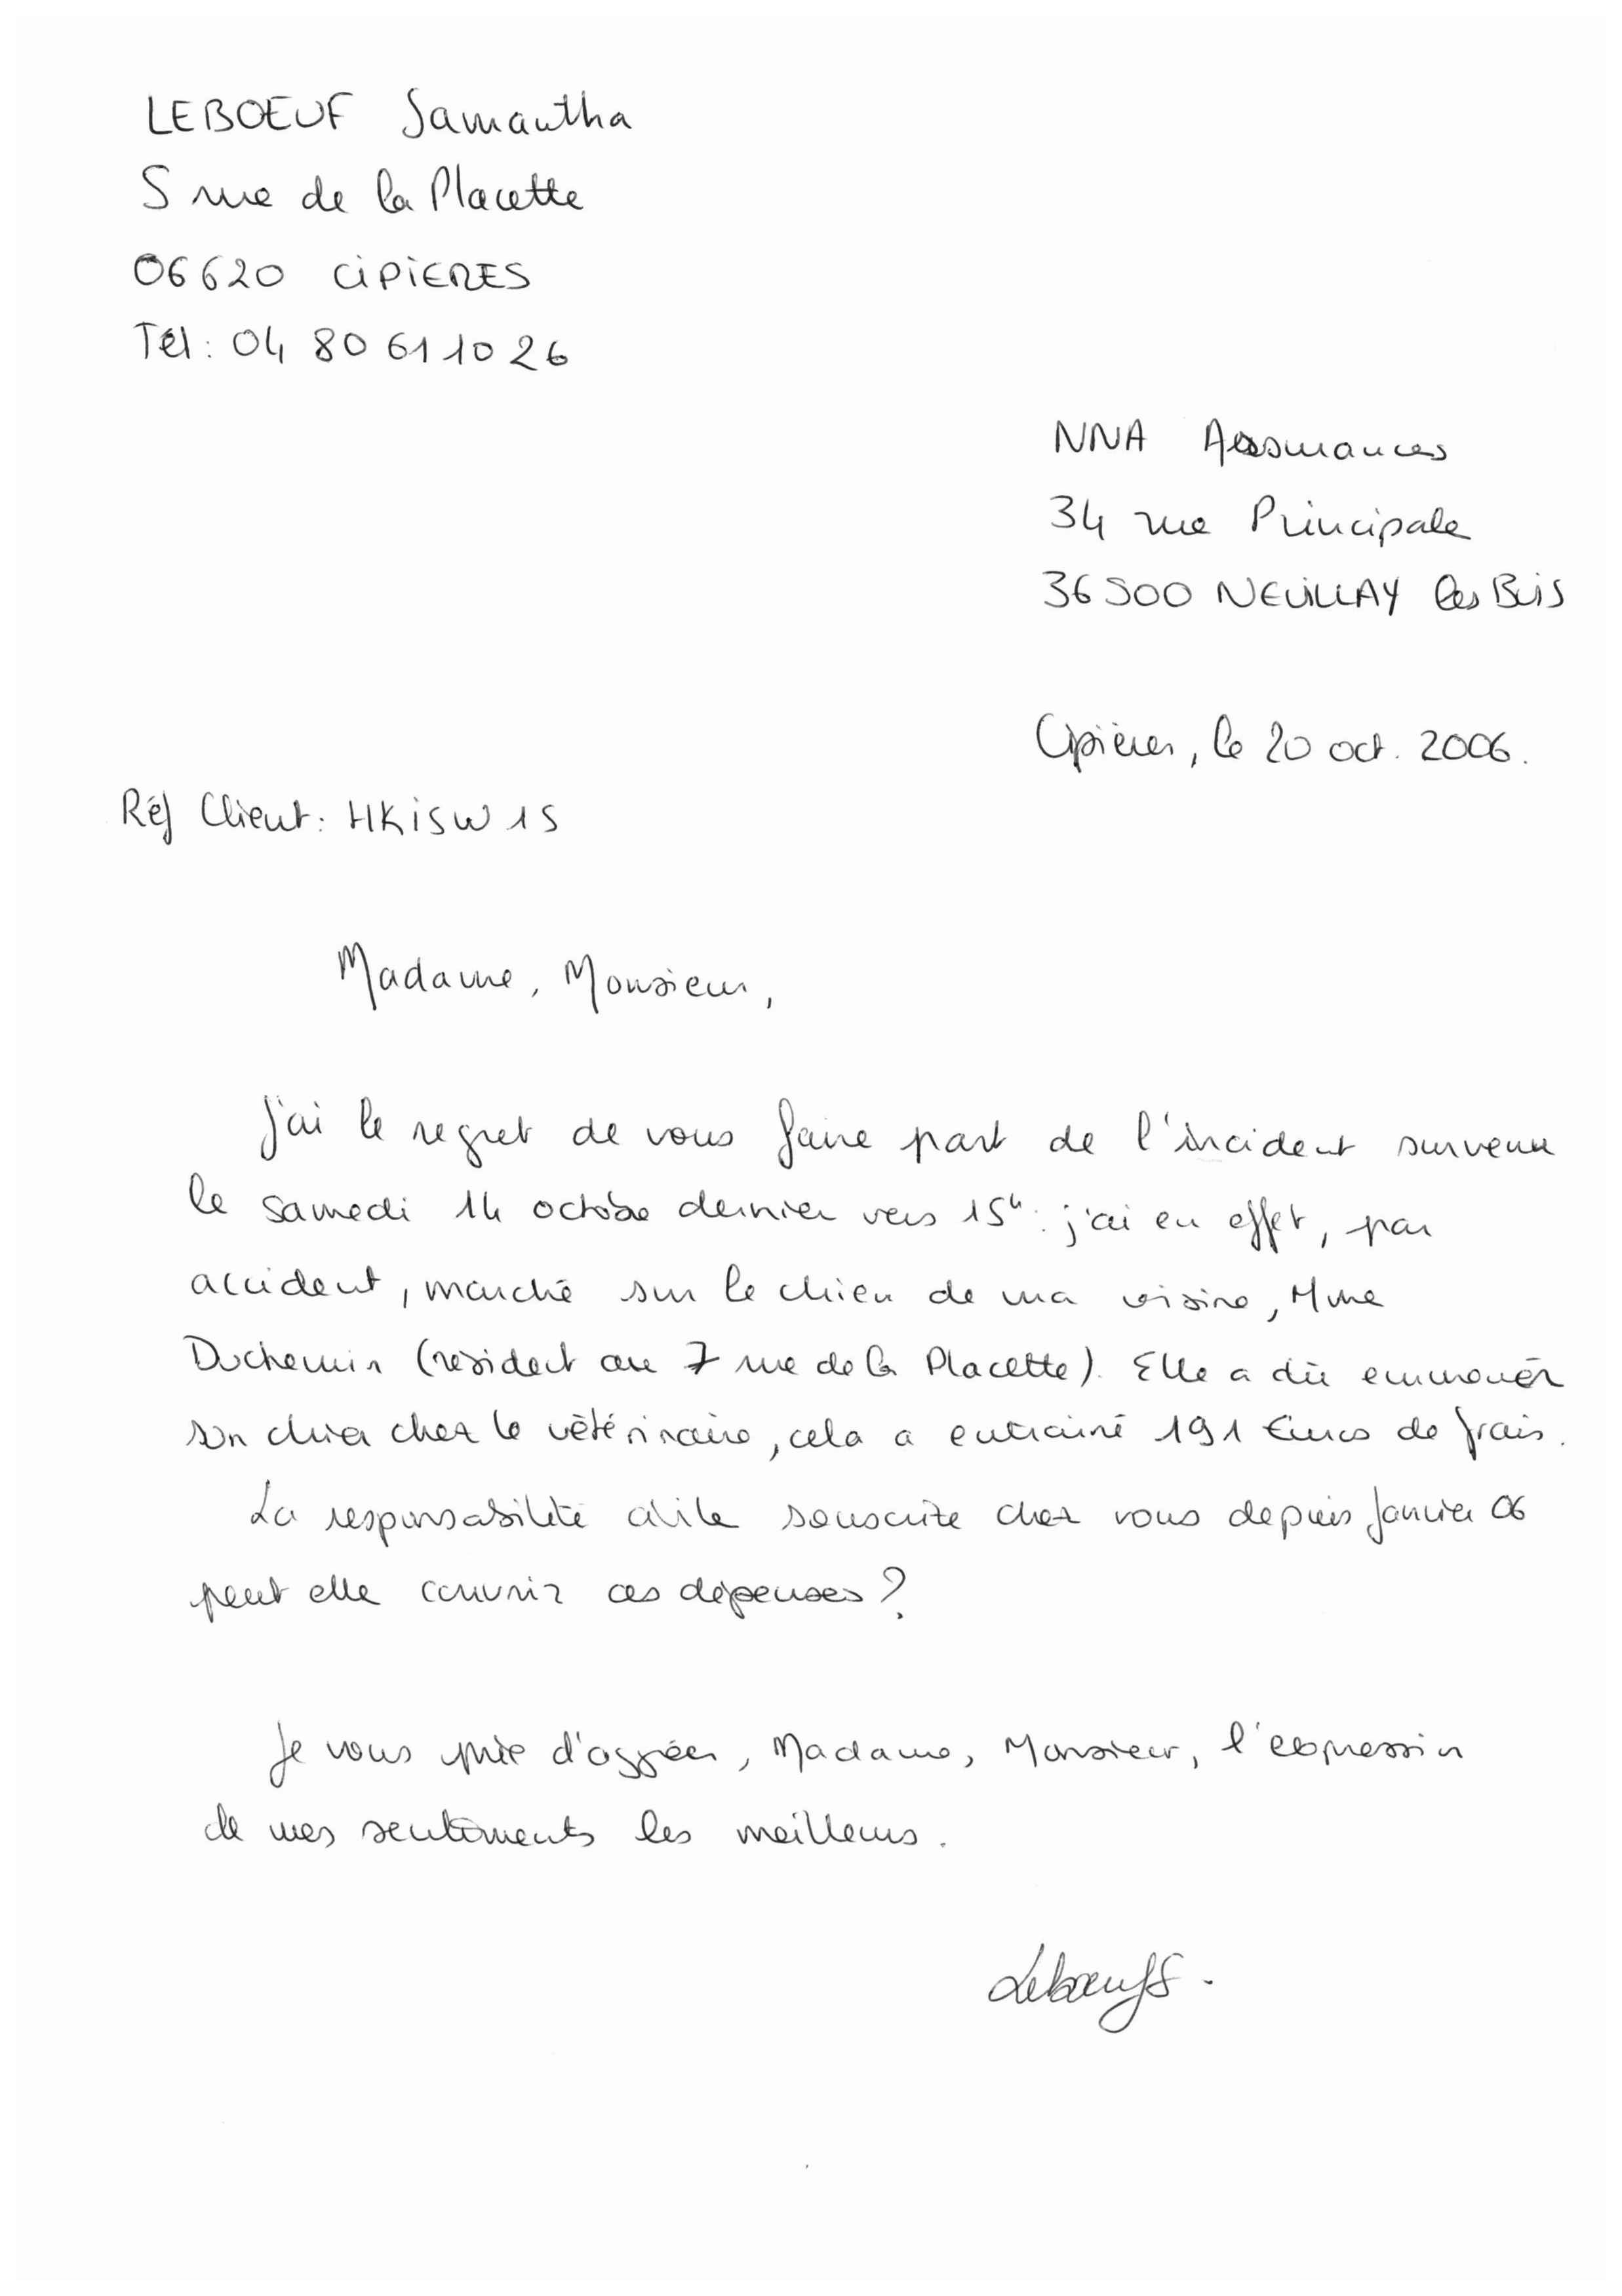 LEBOEUF Samantha
5 rue de la Placette
06620 CIPIERES
Tél : 04 80 61 10 26
NNA Assurances
34 rue Principale
36500 NEUILLAY les Bois
Cipières, le 20 oct. 2006.
Réf Client : HKISW15
Madame, Monsieur,
J'ai le regret de vous faire part de l'incident survenu
le samedi 14 octobre dernier vers 15h : j'ai en effet, par
accident, marché sur le chien de ma voisine, Mme
Duchemin (résident au 7 rue de la Placette). Elle a dû emmener
son chien chez le vétérinaire, cela a entrainé 191 Euros de frais.
La responsabilité civile souscrite chez vous depuis Janvier 06
peut elle couvrir ces dépenses ?
Je vous prie d'aggréer, Madame, Monsieur, l'expression
de mes sentiments les meilleurs.
LeboeufS.